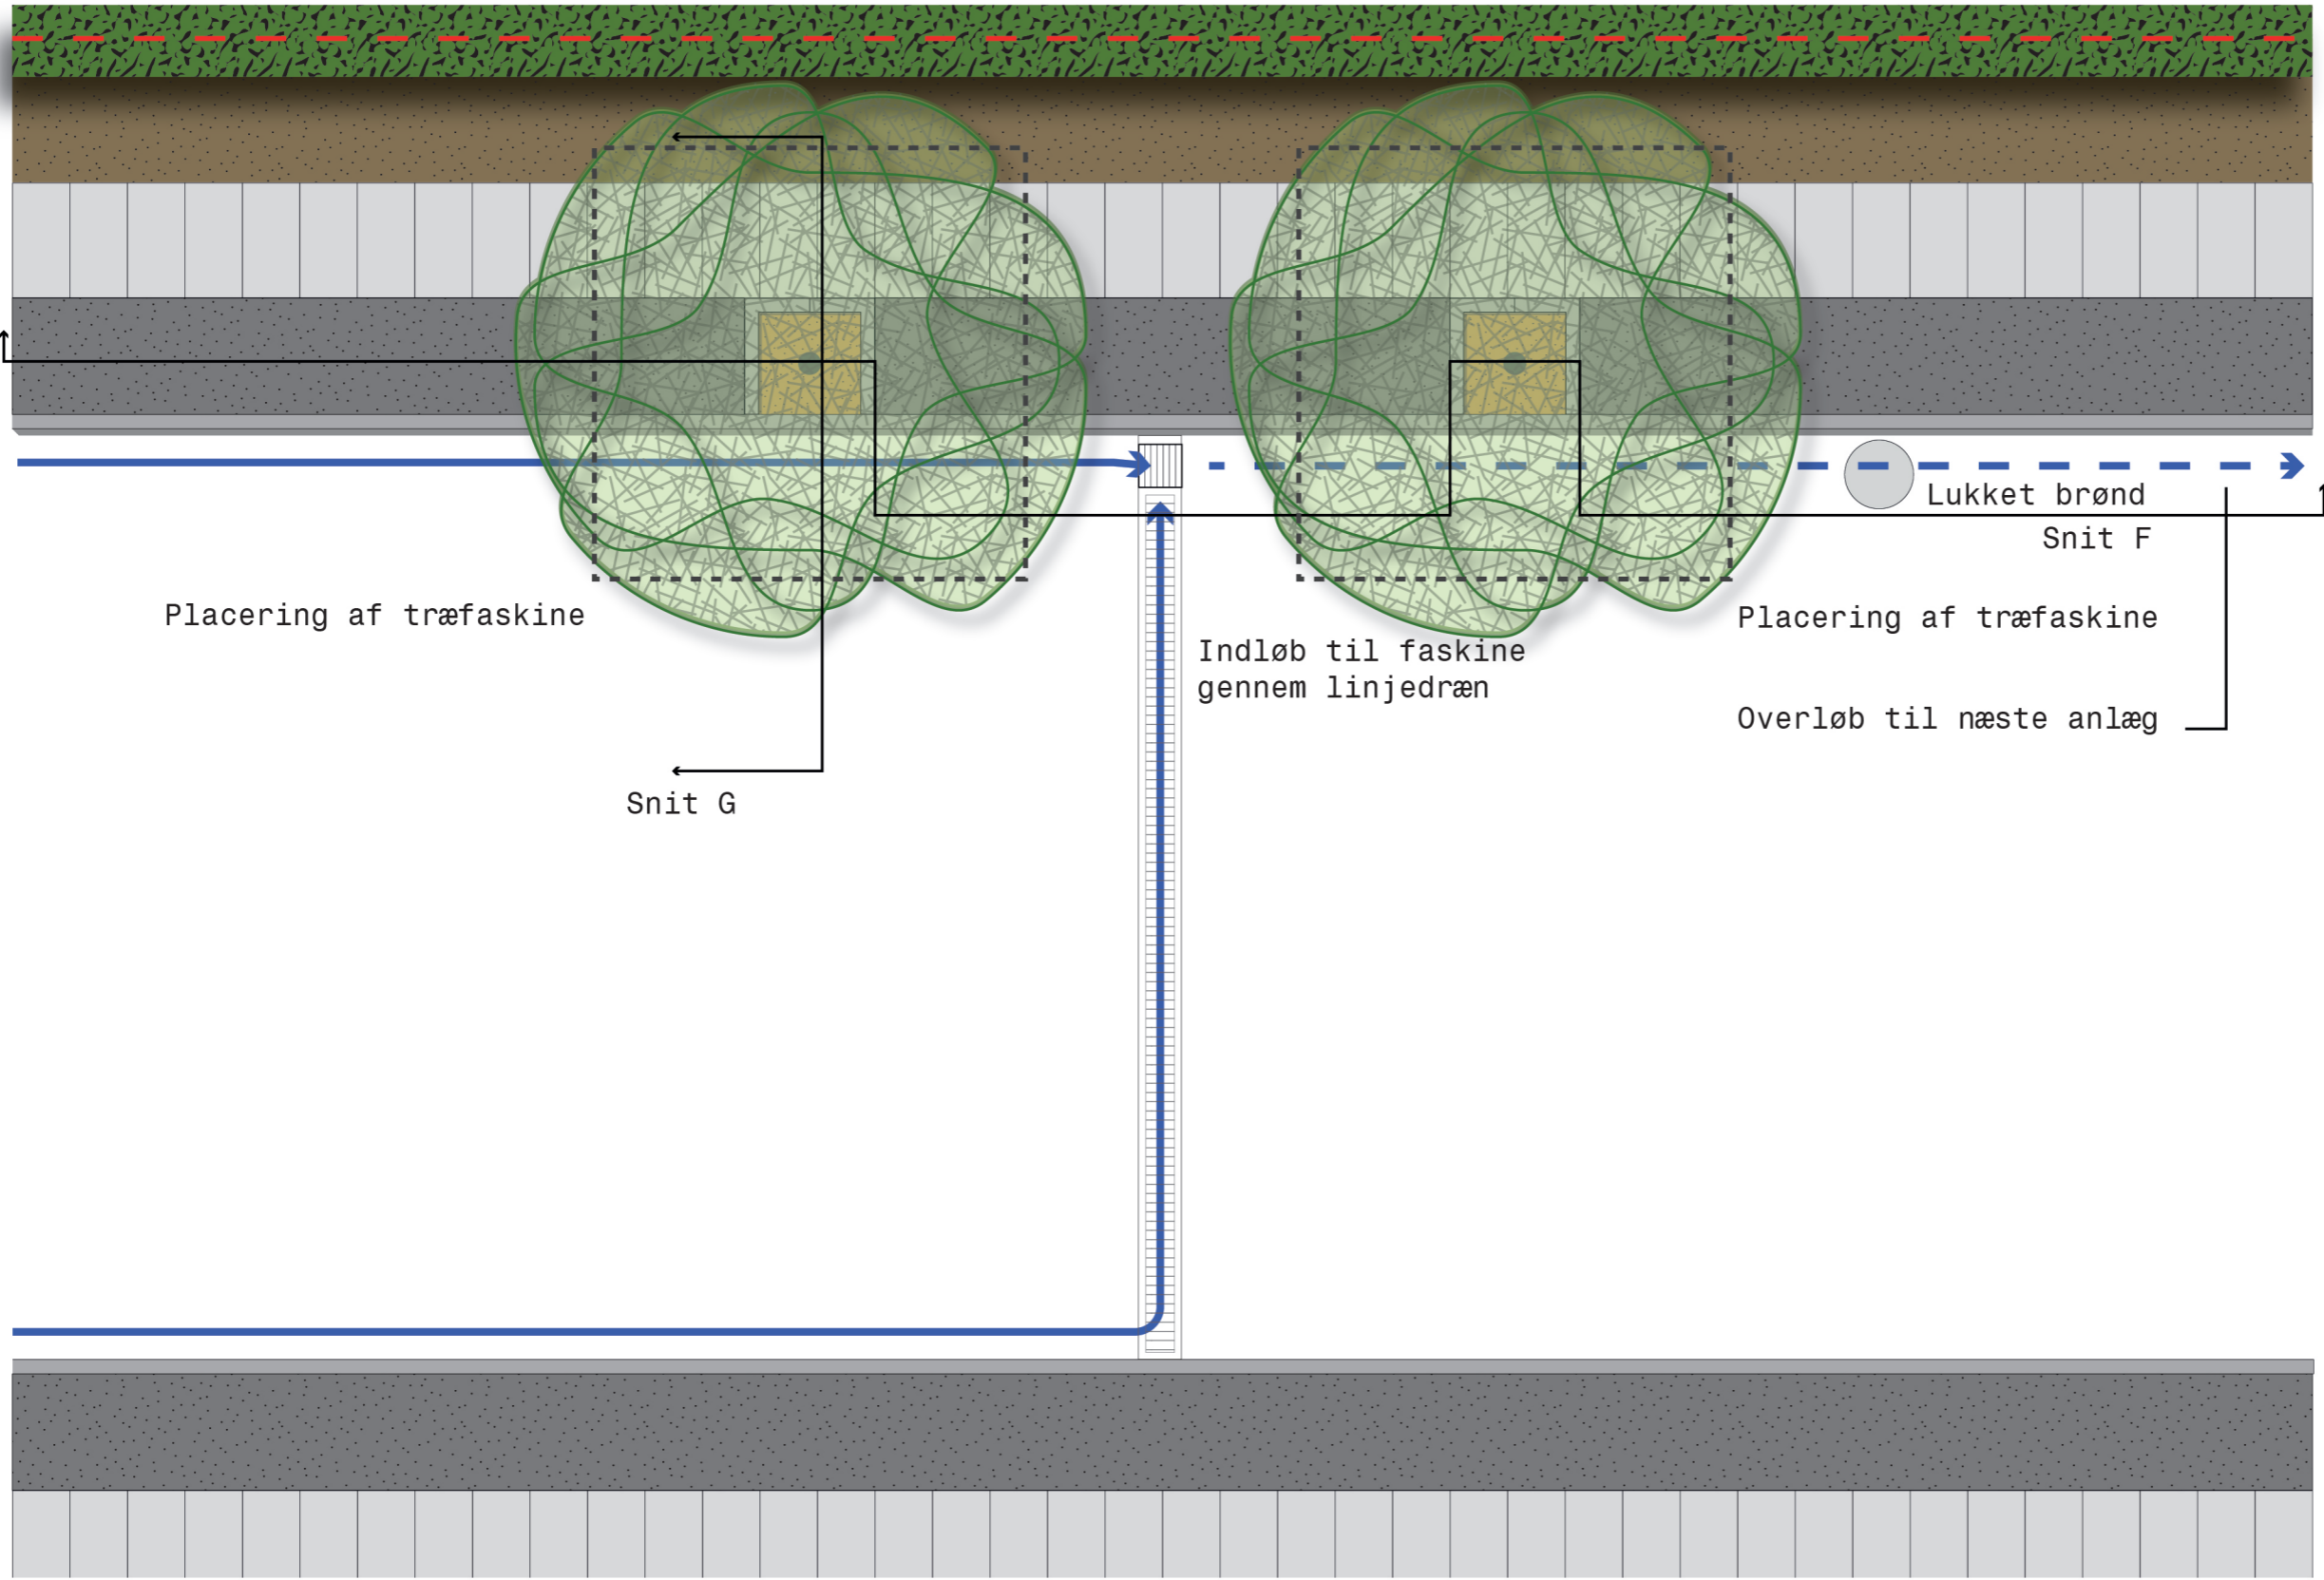 Lukket brønd
Snit F
Placering af træfaskine
Placering af træfaskine
Indløb til faskine
gennem linjedræn
Overløb til næste anlæg
Snit G